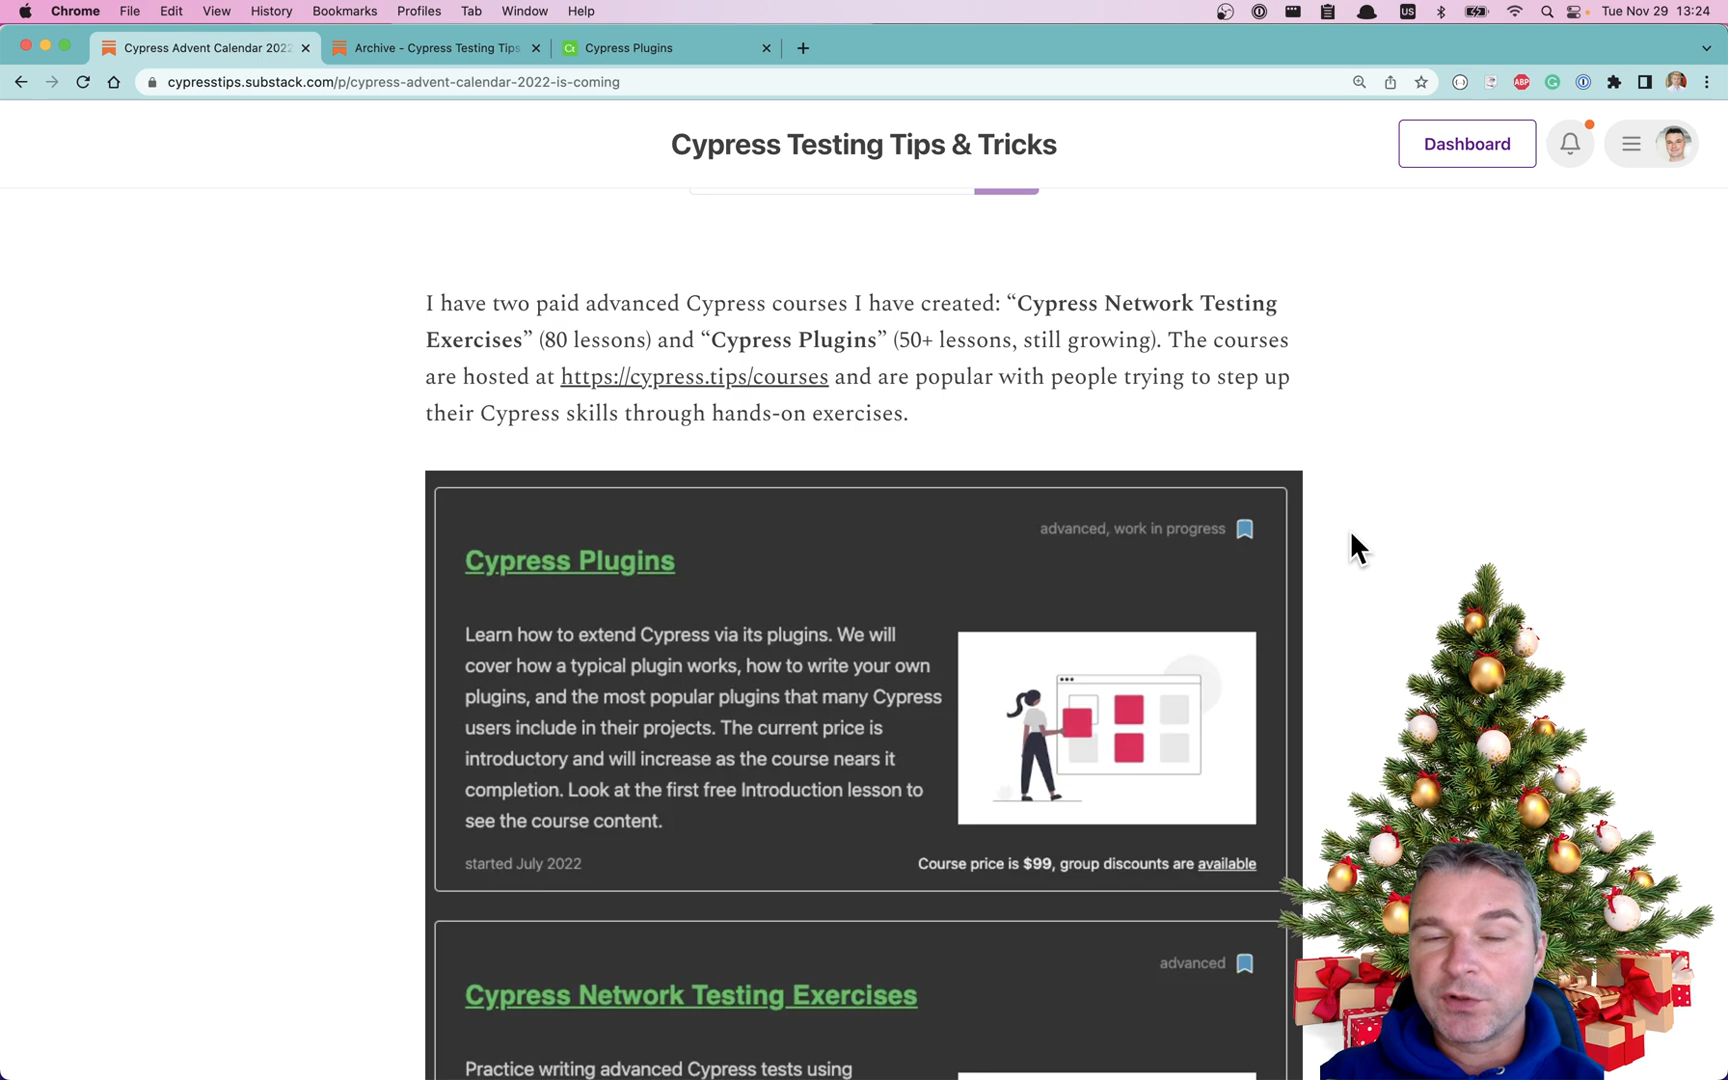 Chrome File Edit View History Bookmarks Profiles Tab Window Help US Tue Nov 29 13:24
Cypress Advent Calendar 2022 Archive - Cypress Testing Tips Cypress Plugins
cypresstips.substack.com/p/cypress-advent-calendar-2022-is-coming ABP
Cypress Testing Tips & Tricks
Dashboard
I have two paid advanced Cypress courses I have created: “Cypress Network Testing
Exercises” (80 lessons) and “Cypress Plugins” (50+ lessons, still growing). The courses
are hosted at https://cypress.tips/courses and are popular with people trying to step up
their Cypress skills through hands-on exercises.
advanced, work in progress
Cypress Plugins
Learn how to extend Cypress via its plugins. We will
cover how a typical plugin works, how to write your own
plugins, and the most popular plugins that many Cypress
users include in their projects. The current price is
introductory and will increase as the course nears it
completion. Look at the first free Introduction lesson to
see the course content.
started July 2022
Course price is $99, group discounts are available
advanced
Cypress Network Testing Exercises
Practice writing advanced Cypress tests using